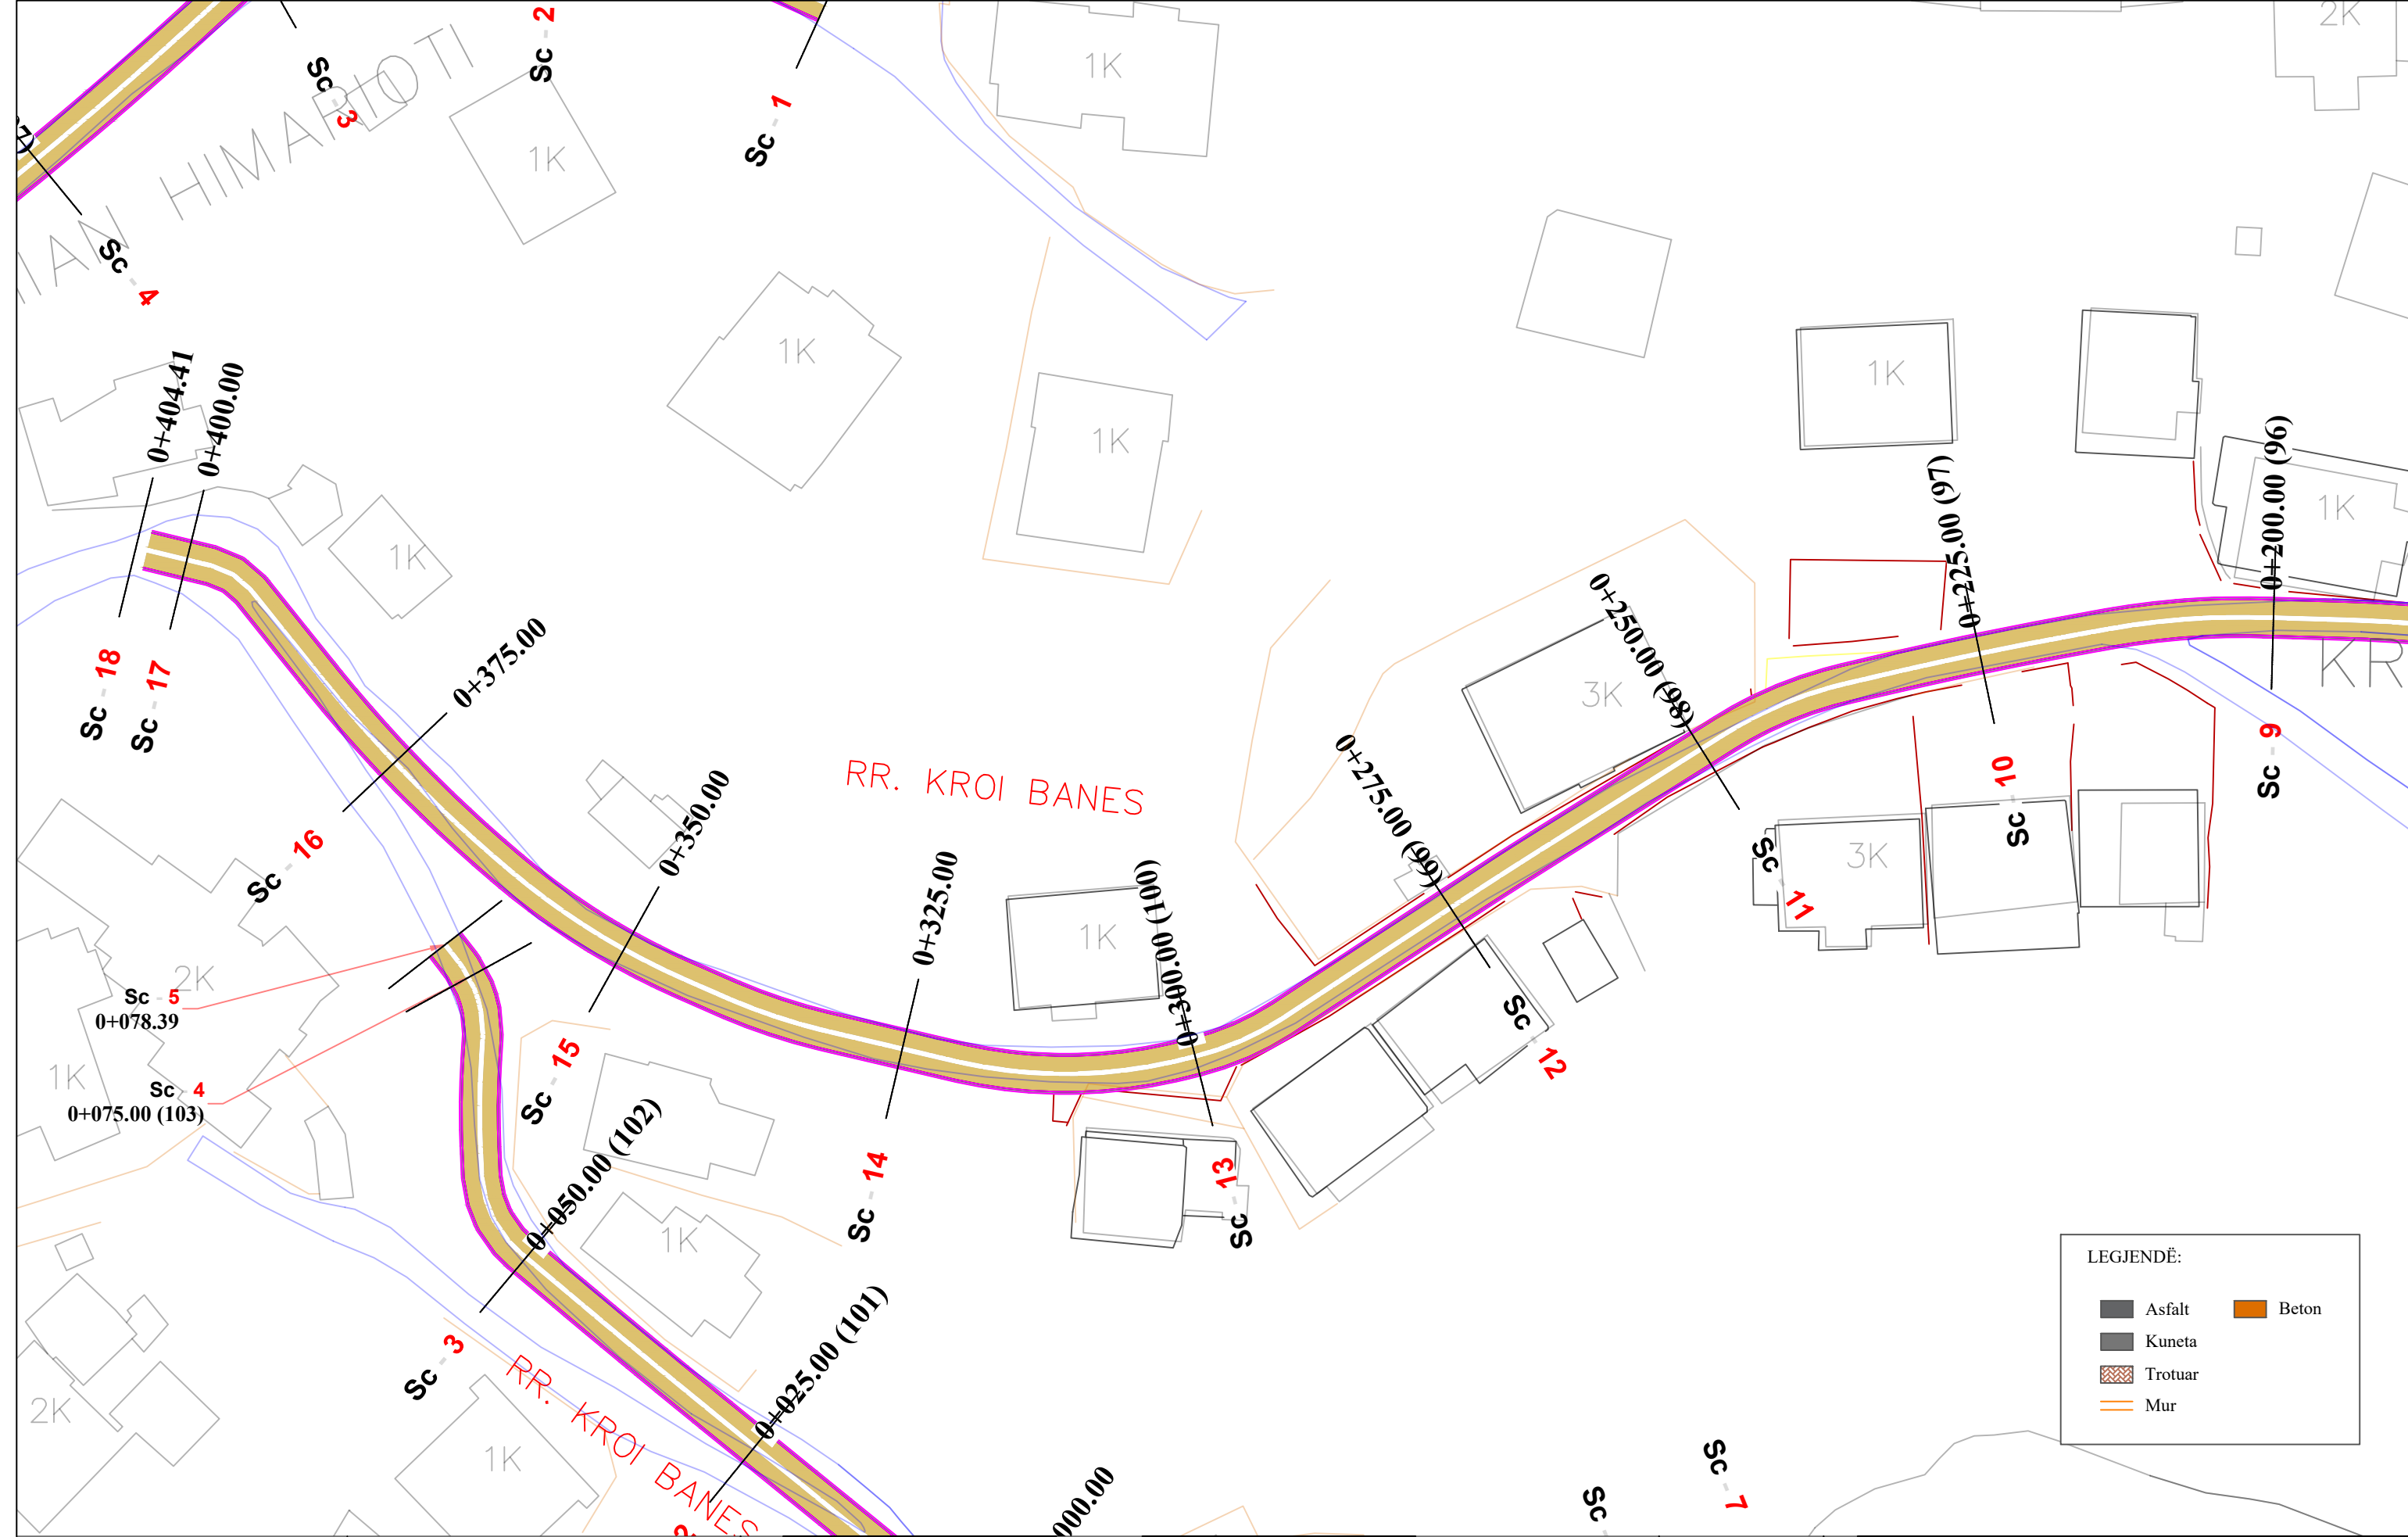 Sc 3
Sc 2
Sc 1
HIMARIOTI
Sc 4
1K
1K
2K
1K
1K
1K
1K
0+404.41
0+400.00
1K
Sc 18
Sc 17
0+375.00
Sc 16
0+350.00
RR. KROI BANES
0+325.00
1K
0+300.00 (100)
0+275.00 (99)
3K
0+250.00 (98)
0+225.00 (97)
0+200.00 (96)
1K
KR
Sc 9
Sc 10
Sc 11
3K
Sc 12
Sc 13
Sc 14
Sc 15
2K
Sc 5
0+078.39
1K
Sc 4
0+075.00 (103)
0+050.00 (102)
1K
Sc 3
0+025.00 (101)
RR. KROI BANES
2K
1K
000.00
Sc
Sc 7
LEGJENDË:
Asfalt
Beton
Kuneta
Trotuar
Mur